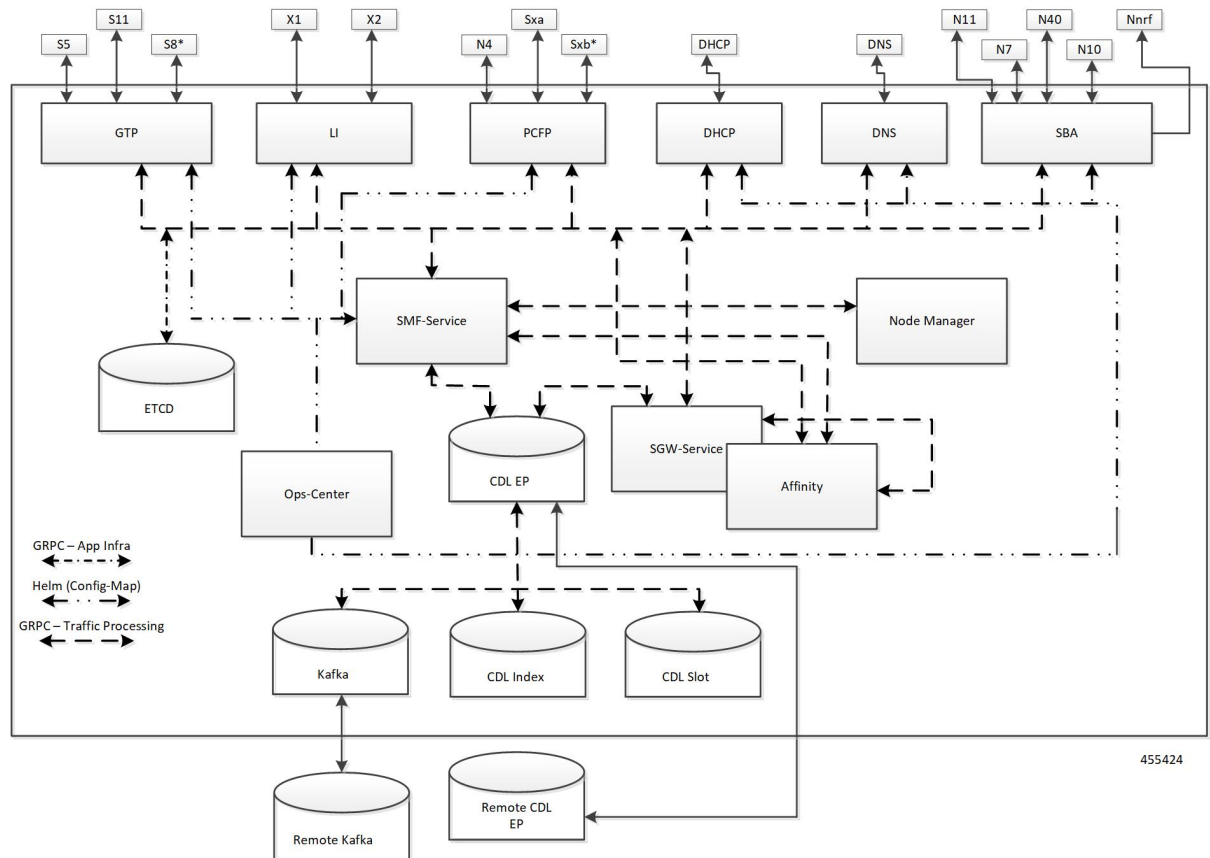 S5
S11
S8*
X1
X2
N4
Sxa
Sxb*
DHCP
DNS
N11
N7
N40
N10
Nnrf
GTP
LI
PCFP
DHCP
DNS
SBA
SMF-Service
Node Manager
ETCD
Ops-Center
CDL EP
SGW-Service
Affinity
GRPC – App Infra
Helm (Config-Map)
GRPC – Traffic Processing
Kafka
CDL Index
CDL Slot
455424
Remote Kafka
Remote CDL
EP